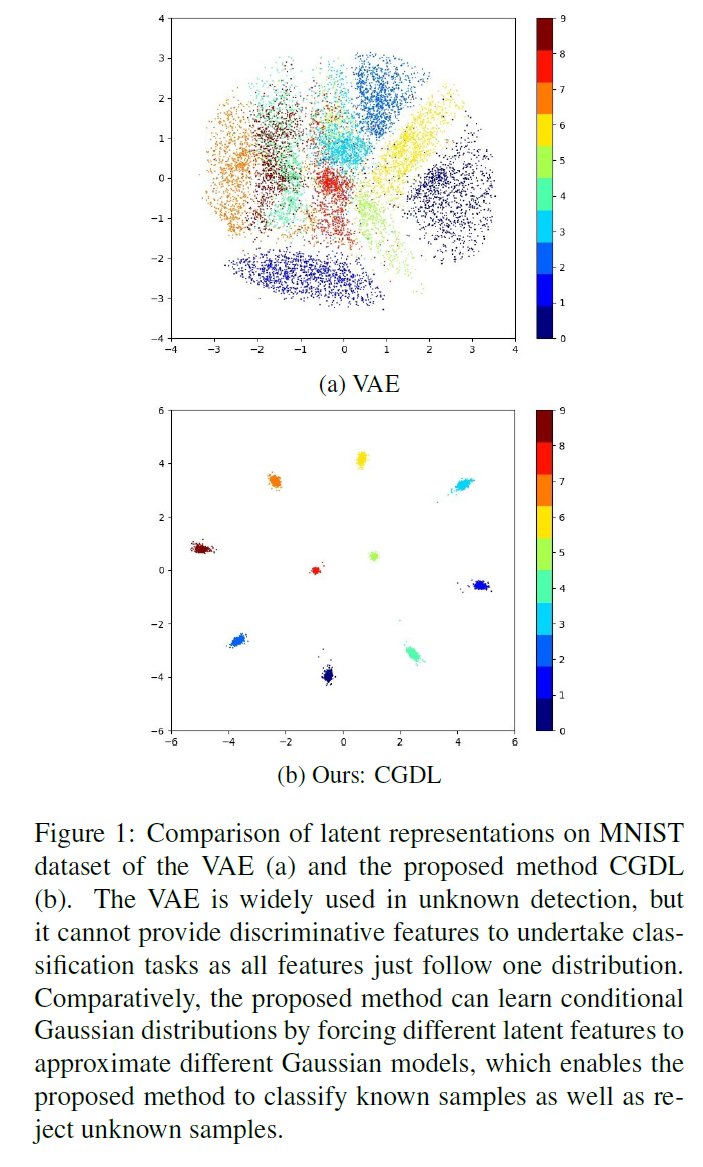 4
3
2
1
0
−1
−2
−3
−4
−4 −3 −2 −1 0 1 2 3 4
9
8
7
6
5
4
3
2
1
0
(a) VAE
6
4
2
0
−2
−4
−6
−6 −4 −2 0 2 4 6
9
8
7
6
5
4
3
2
1
0
(b) Ours: CGDL
Figure 1: Comparison of latent representations on MNIST
dataset of the VAE (a) and the proposed method CGDL
(b). The VAE is widely used in unknown detection, but
it cannot provide discriminative features to undertake clas-
sification tasks as all features just follow one distribution.
Comparatively, the proposed method can learn conditional
Gaussian distributions by forcing different latent features to
approximate different Gaussian models, which enables the
proposed method to classify known samples as well as re-
ject unknown samples.